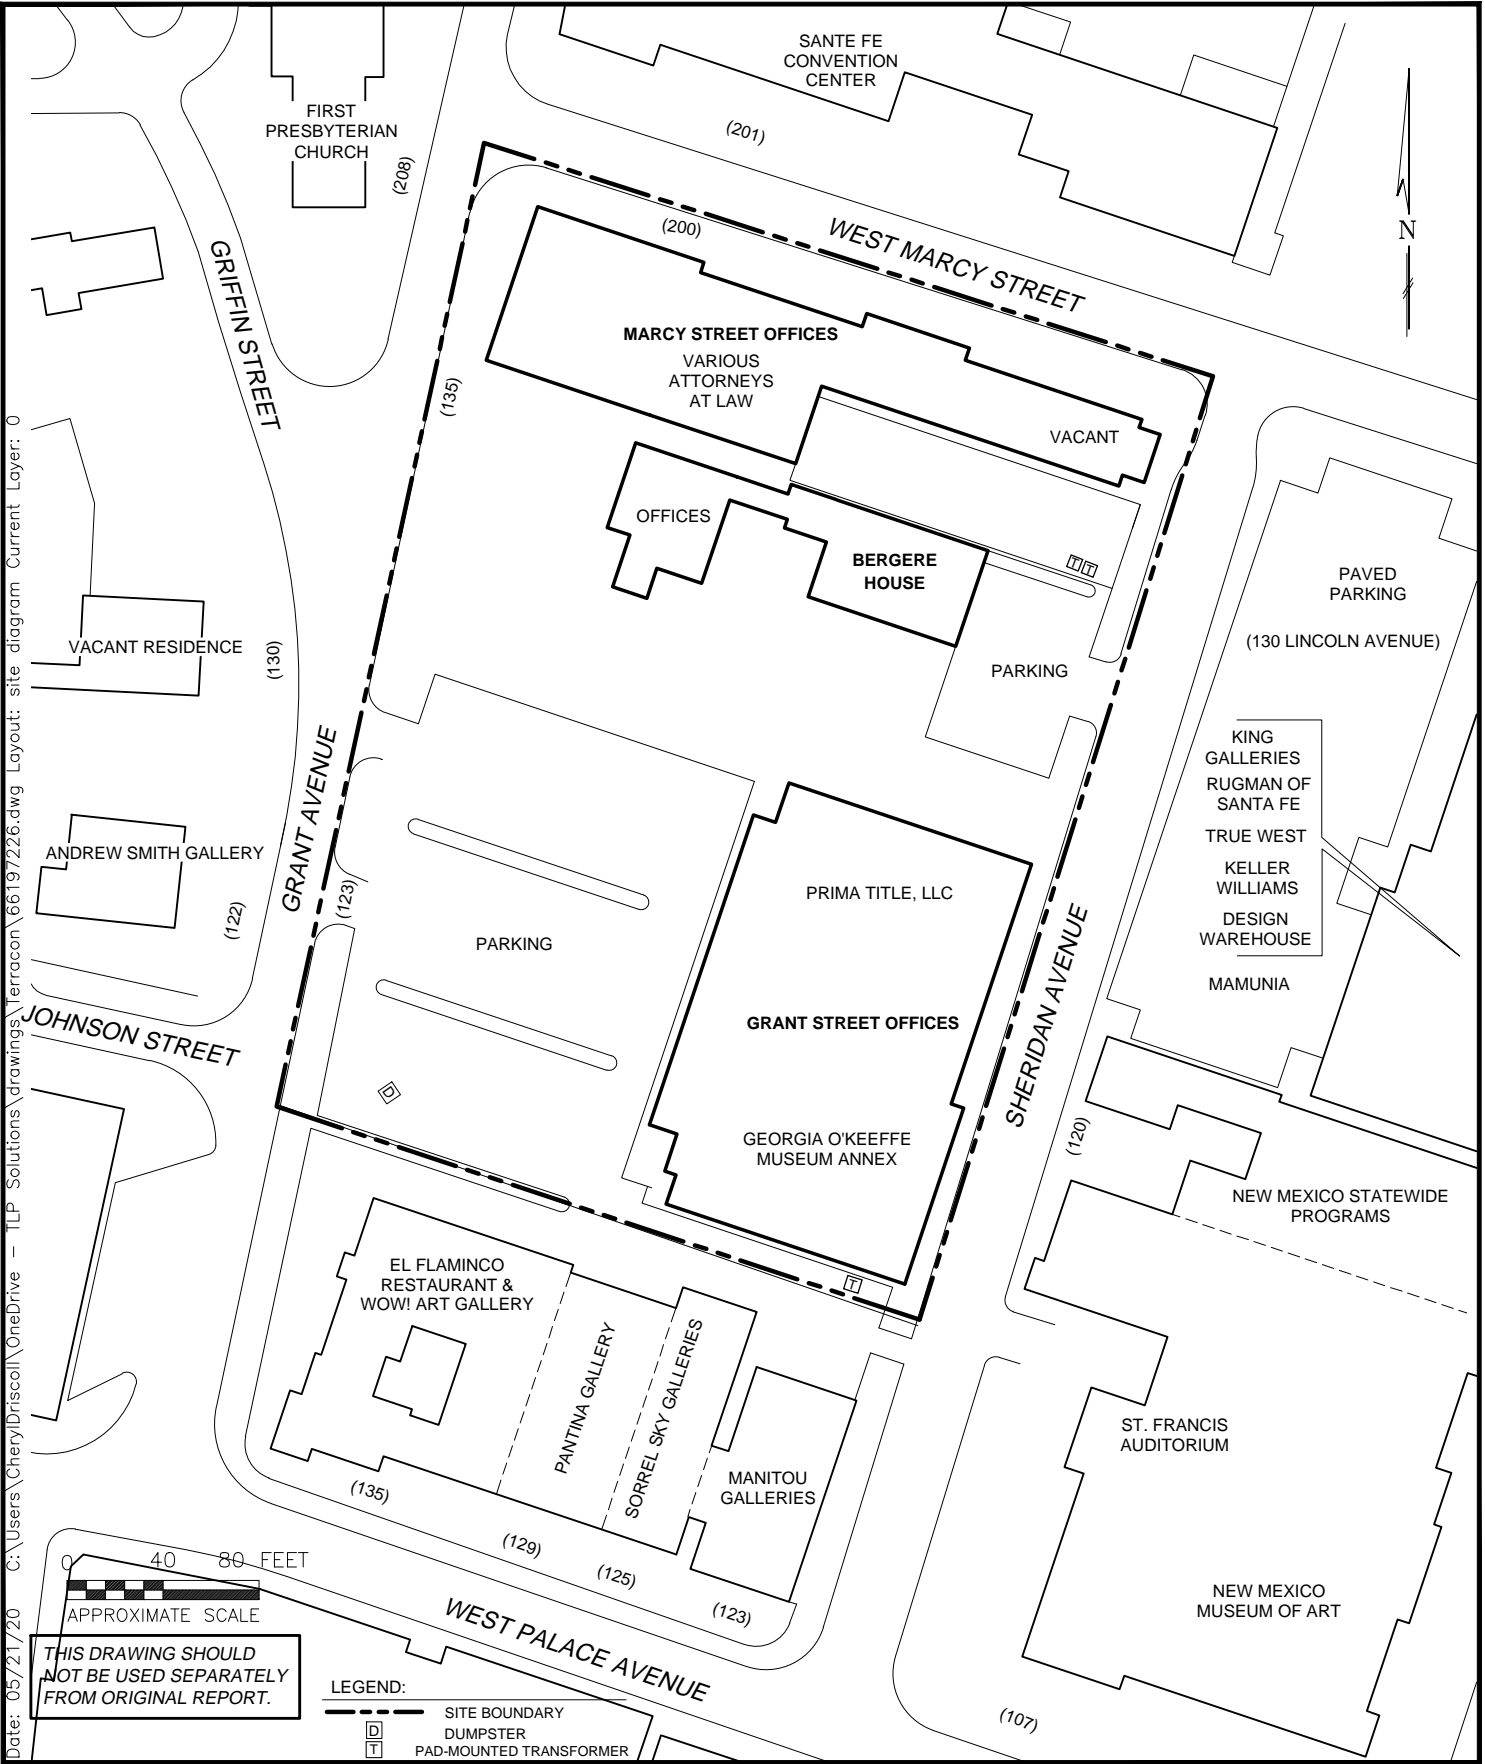 SANTE FE
CONVENTION
CENTER
FIRST
PRESBYTERIAN
CHURCH
(208)
(201)
N
(200)
WEST MARCY STREET
GRIFFIN STREET
MARCY STREET OFFICES
VARIOUS
ATTORNEYS
AT LAW
(135)
VACANT
OFFICES
BERGERE
HOUSE
T T
PAVED
PARKING
(130 LINCOLN AVENUE)
VACANT RESIDENCE
(130)
PARKING
KING
GALLERIES
RUGMAN OF
SANTA FE
TRUE WEST
KELLER
WILLIAMS
DESIGN
WAREHOUSE
MAMUNIA
GRANT AVENUE
ANDREW SMITH GALLERY
(122)
(123)
PRIMA TITLE, LLC
PARKING
SHERIDAN AVENUE
GRANT STREET OFFICES
JOHNSON STREET
D
GEORGIA O'KEEFFE
MUSEUM ANNEX
(120)
NEW MEXICO STATEWIDE
PROGRAMS
EL FLAMINCO
RESTAURANT &
WOW! ART GALLERY
T
PANTINA GALLERY
SORREL SKY GALLERIES
MANITOU
GALLERIES
ST. FRANCIS
AUDITORIUM
(135)
(129)
(125)
(123)
NEW MEXICO
MUSEUM OF ART
WEST PALACE AVENUE
(107)
0 40 80 FEET
APPROXIMATE SCALE
THIS DRAWING SHOULD
NOT BE USED SEPARATELY
FROM ORIGINAL REPORT.
LEGEND:
SITE BOUNDARY
D DUMPSTER
T PAD-MOUNTED TRANSFORMER
Date: 05/21/20 C:\Users\CherylDriscoll\OneDrive - TLP Solutions\drawings\Terracon\66197226.dwg Layout: site diagram Current Layer: 0